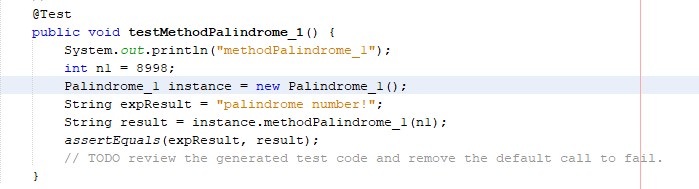 @Test
public void testMethodPalindrome_1() {
System.out.println("methodPalindrome_1");
int n1 = 8998;
Palindrome_1 instance = new Palindrome_1();
String expResult = "palindrome number!";
String result = instance.methodPalindrome_1(n1);
assertEquals(expResult, result);
// TODO review the generated test code and remove the default call to fail.
}